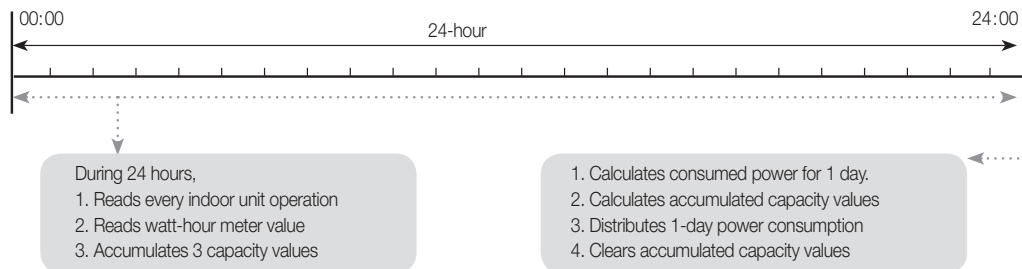 00:00
24:00
24-hour
During 24 hours,
1. Reads every indoor unit operation
2. Reads watt-hour meter value
3. Accumulates 3 capacity values
1. Calculates consumed power for 1 day.
2. Calculates accumulated capacity values
3. Distributes 1-day power consumption
4. Clears accumulated capacity values